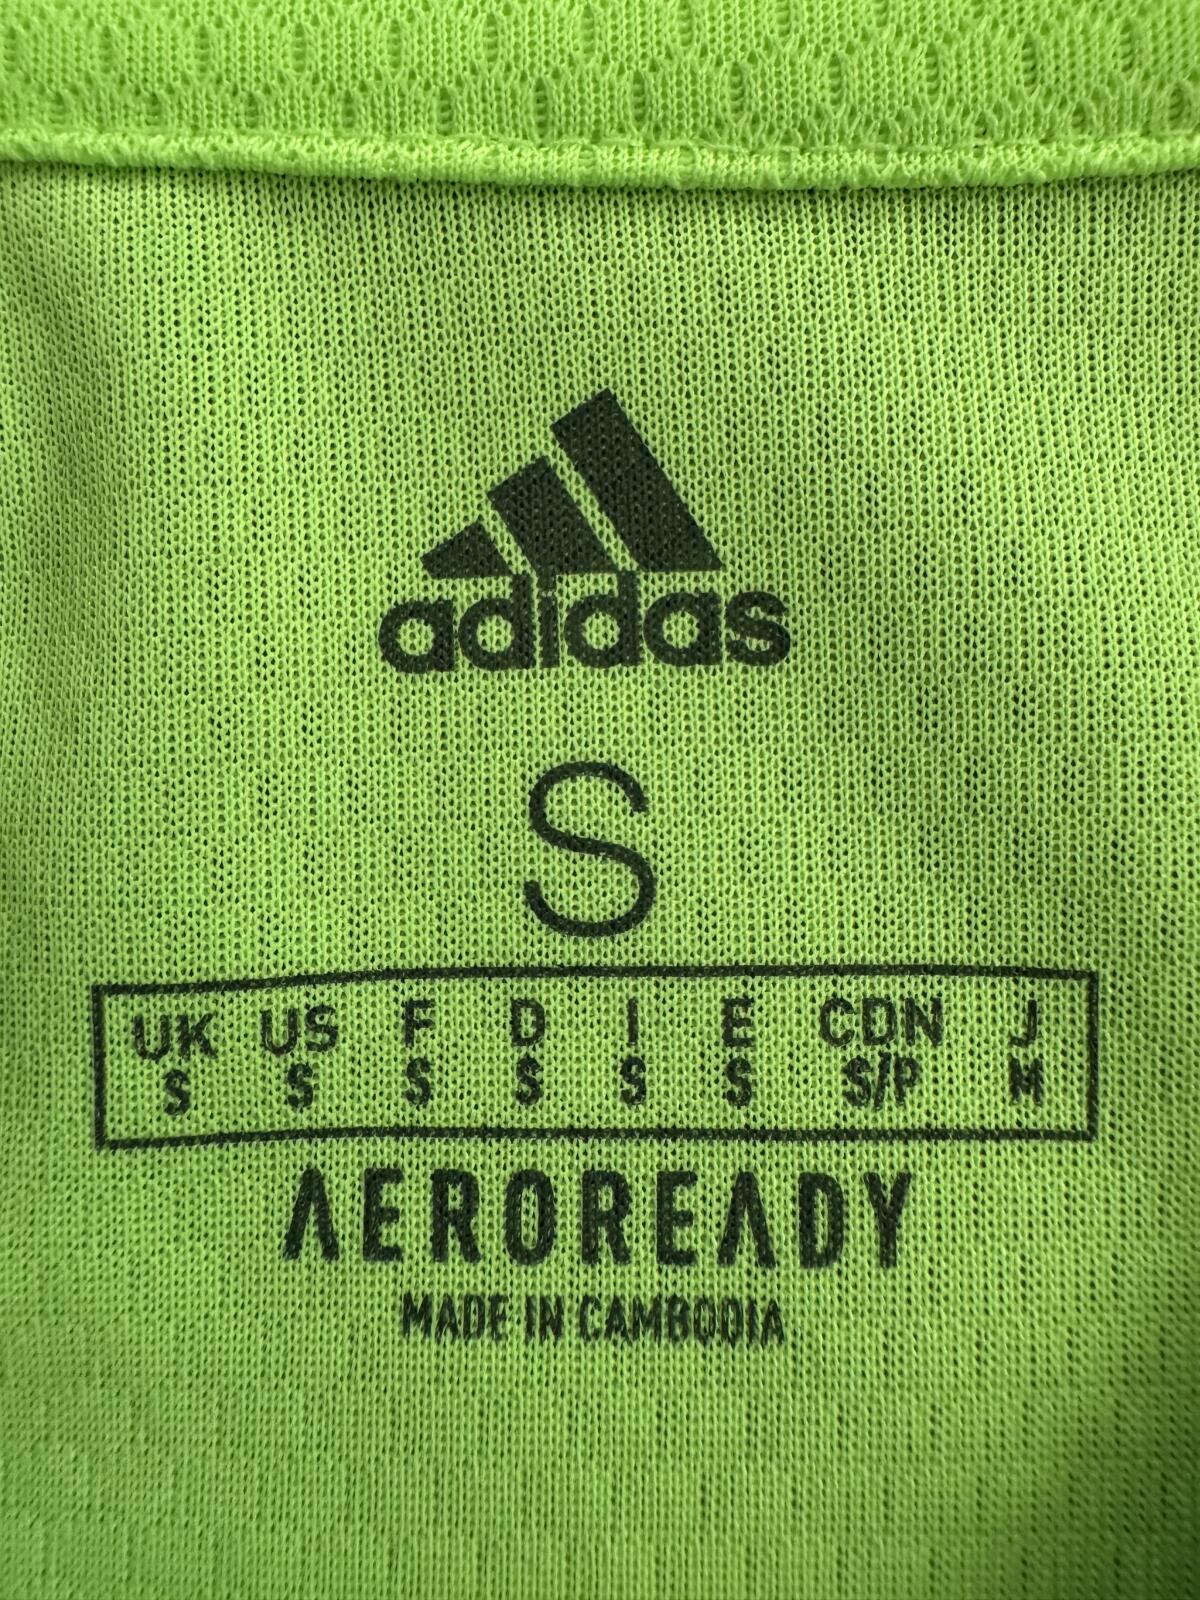 adidas
S
UK US F D I E CDN J
S S S S S S S/P M
AEROREADY
MADE IN CAMBODIA